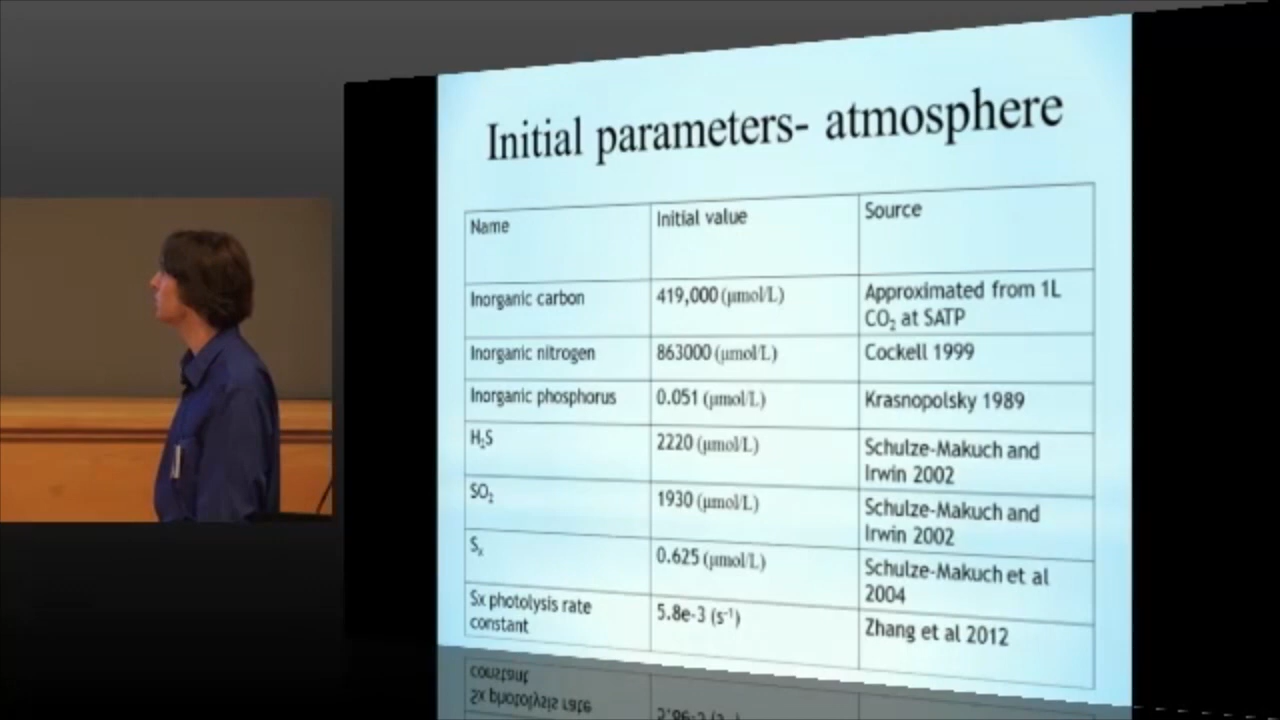 Initial parameters- atmosphere
Name Initial value Source
Inorganic carbon 419,000 (μmol/L) Approximated from 1L
CO₂ at SATP
Inorganic nitrogen 863000 (μmol/L) Cockell 1999
Inorganic phosphorus 0.051 (μmol/L) Krasnopolsky 1989
H₂S 2220 (μmol/L) Schulze-Makuch and
Irwin 2002
SO₂ 1930 (μmol/L) Schulze-Makuch and
Irwin 2002
Sₓ 0.625 (μmol/L) Schulze-Makuch et al
2004
Sx photolysis rate 5.8e-3 (s⁻¹) Zhang et al 2012
constant